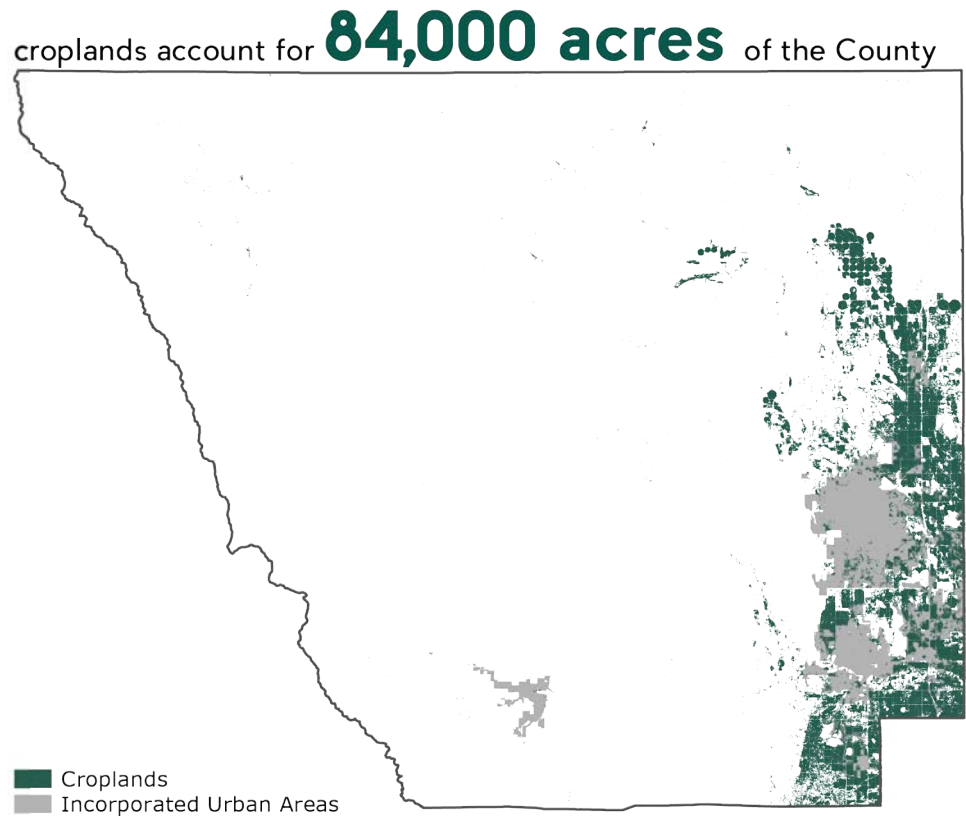 croplands account for 84,000 acres of the County
Croplands
Incorporated Urban Areas